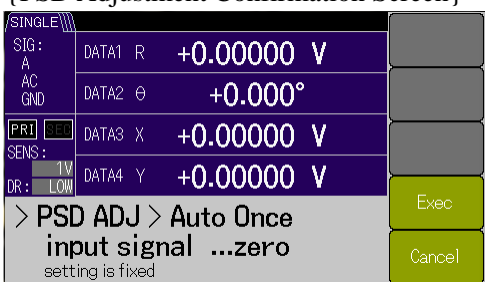 {PSD Adjustment Confirmation Screen}
SINGLE
SIG:
A
AC
GND
DATA1 R +0.00000 V
DATA2 θ +0.000°
PRI SEC
DATA3 X +0.00000 V
SENS:
1V
DATA4 Y +0.00000 V
DR: LOW
> PSD ADJ > Auto Once
input signal ...zero
setting is fixed
Exec
Cancel